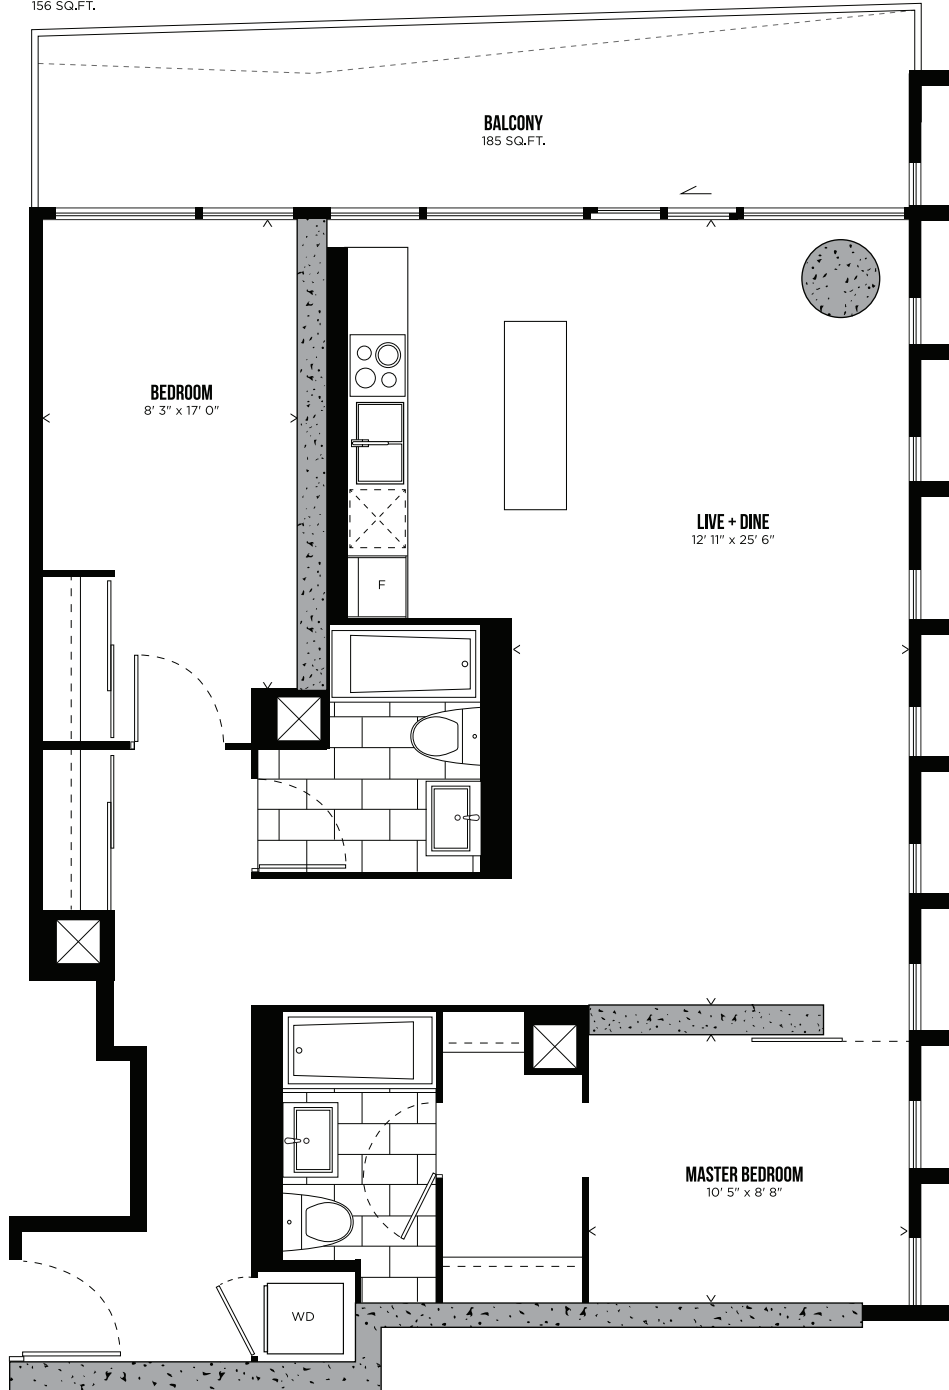 156 SQ.FT.
BALCONY
185 SQ.FT.
BEDROOM
8' 3" x 17' 0"
LIVE + DINE
12' 11" x 25' 6"
F
MASTER BEDROOM
10' 5" x 8' 8"
WD